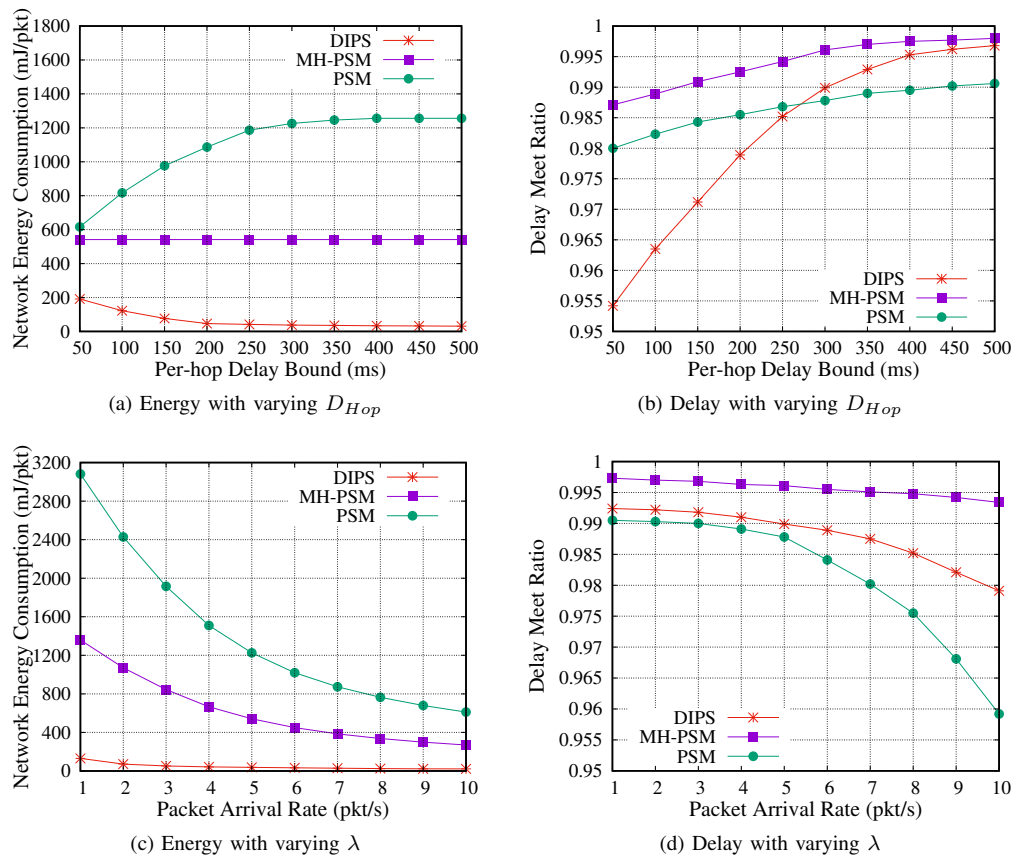 Network Energy Consumption (mJ/pkt)
1800
1600
1400
1200
1000
800
600
400
200
0
DIPS
MH-PSM
PSM
50 100 150 200 250 300 350 400 450 500
Per-hop Delay Bound (ms)
(a) Energy with varying D_{Hop}
Delay Meet Ratio
1
0.995
0.99
0.985
0.98
0.975
0.97
0.965
0.96
0.955
0.95
DIPS
MH-PSM
PSM
50 100 150 200 250 300 350 400 450 500
Per-hop Delay Bound (ms)
(b) Delay with varying D_{Hop}
Network Energy Consumption (mJ/pkt)
3200
2800
2400
2000
1600
1200
800
400
0
DIPS
MH-PSM
PSM
1 2 3 4 5 6 7 8 9 10
Packet Arrival Rate (pkt/s)
(c) Energy with varying λ
Delay Meet Ratio
1
0.995
0.99
0.985
0.98
0.975
0.97
0.965
0.96
0.955
0.95
DIPS
MH-PSM
PSM
1 2 3 4 5 6 7 8 9 10
Packet Arrival Rate (pkt/s)
(d) Delay with varying λ